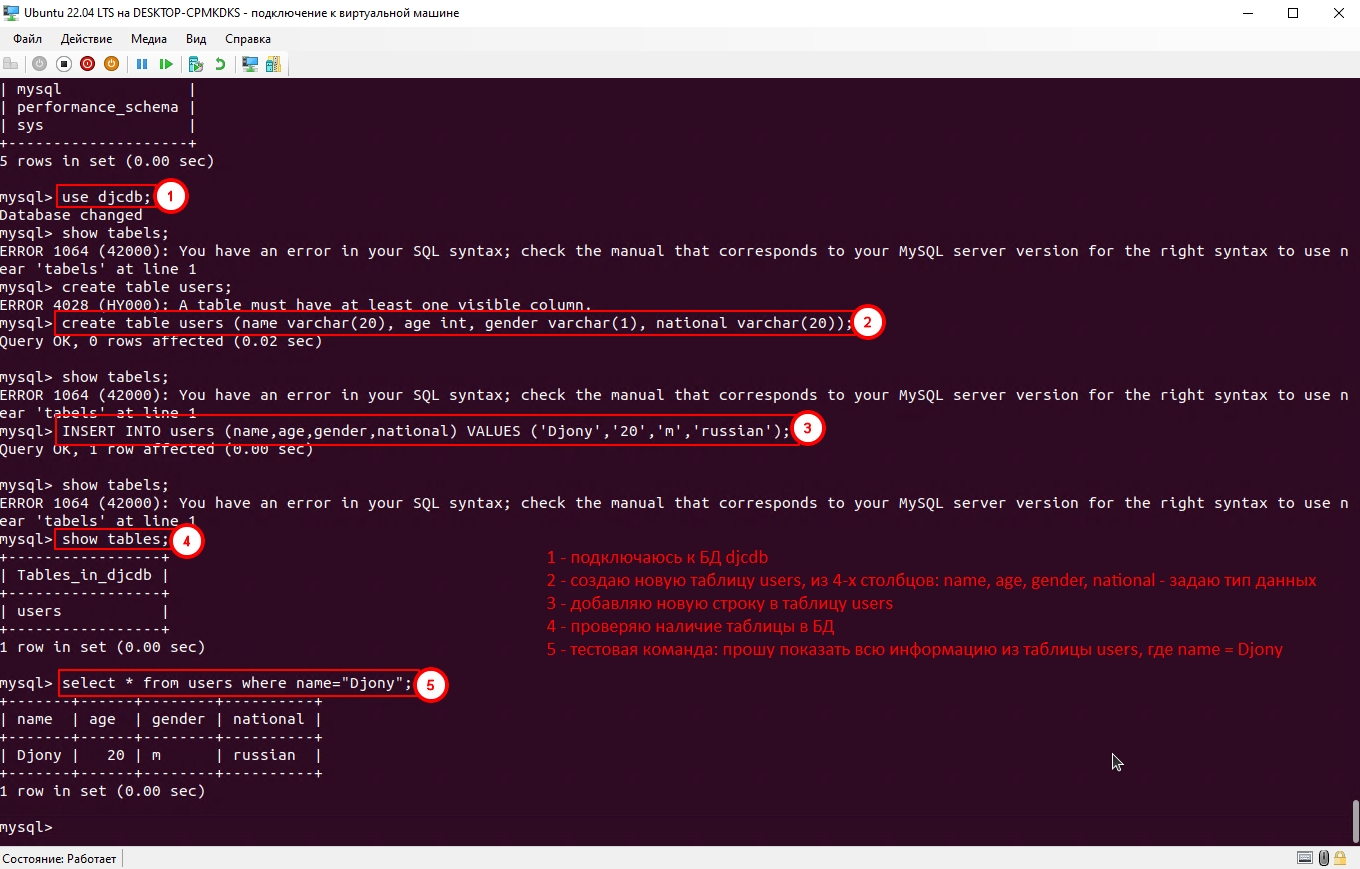 Ubuntu 22.04 LTS на DESKTOP-CPMKDKS - подключение к виртуальной машине
Файл Действие Медиа Вид Справка
| mysql |
| performance_schema |
| sys |
+--------------------+
5 rows in set (0.00 sec)
mysql> use djcdb; 1
Database changed
mysql> show tabels;
ERROR 1064 (42000): You have an error in your SQL syntax; check the manual that corresponds to your MySQL server version for the right syntax to use n
ear 'tabels' at line 1
mysql> create table users;
ERROR 4028 (HY000): A table must have at least one visible column.
mysql> create table users (name varchar(20), age int, gender varchar(1), national varchar(20)); 2
Query OK, 0 rows affected (0.02 sec)
mysql> show tabels;
ERROR 1064 (42000): You have an error in your SQL syntax; check the manual that corresponds to your MySQL server version for the right syntax to use n
ear 'tabels' at line 1
mysql> INSERT INTO users (name,age,gender,national) VALUES ('Djony','20','m','russian'); 3
Query OK, 1 row affected (0.00 sec)
mysql> show tabels;
ERROR 1064 (42000): You have an error in your SQL syntax; check the manual that corresponds to your MySQL server version for the right syntax to use n
ear 'tabels' at line 1
mysql> show tables; 4
+-----------------+
| Tables_in_djcdb |
+-----------------+
| users |
+-----------------+
1 row in set (0.00 sec)
1 - подключаюсь к БД djcdb
2 - создаю новую таблицу users, из 4-х столбцов: name, age, gender, national - задаю тип данных
3 - добавляю новую строку в таблицу users
4 - проверяю наличие таблицы в БД
5 - тестовая команда: прошу показать всю информацию из таблицы users, где name = Djony
mysql> select * from users where name="Djony"; 5
+-------+------+--------+----------+
| name | age | gender | national |
+-------+------+--------+----------+
| Djony | 20 | m | russian |
+-------+------+--------+----------+
1 row in set (0.00 sec)
mysql>
Состояние: Работает